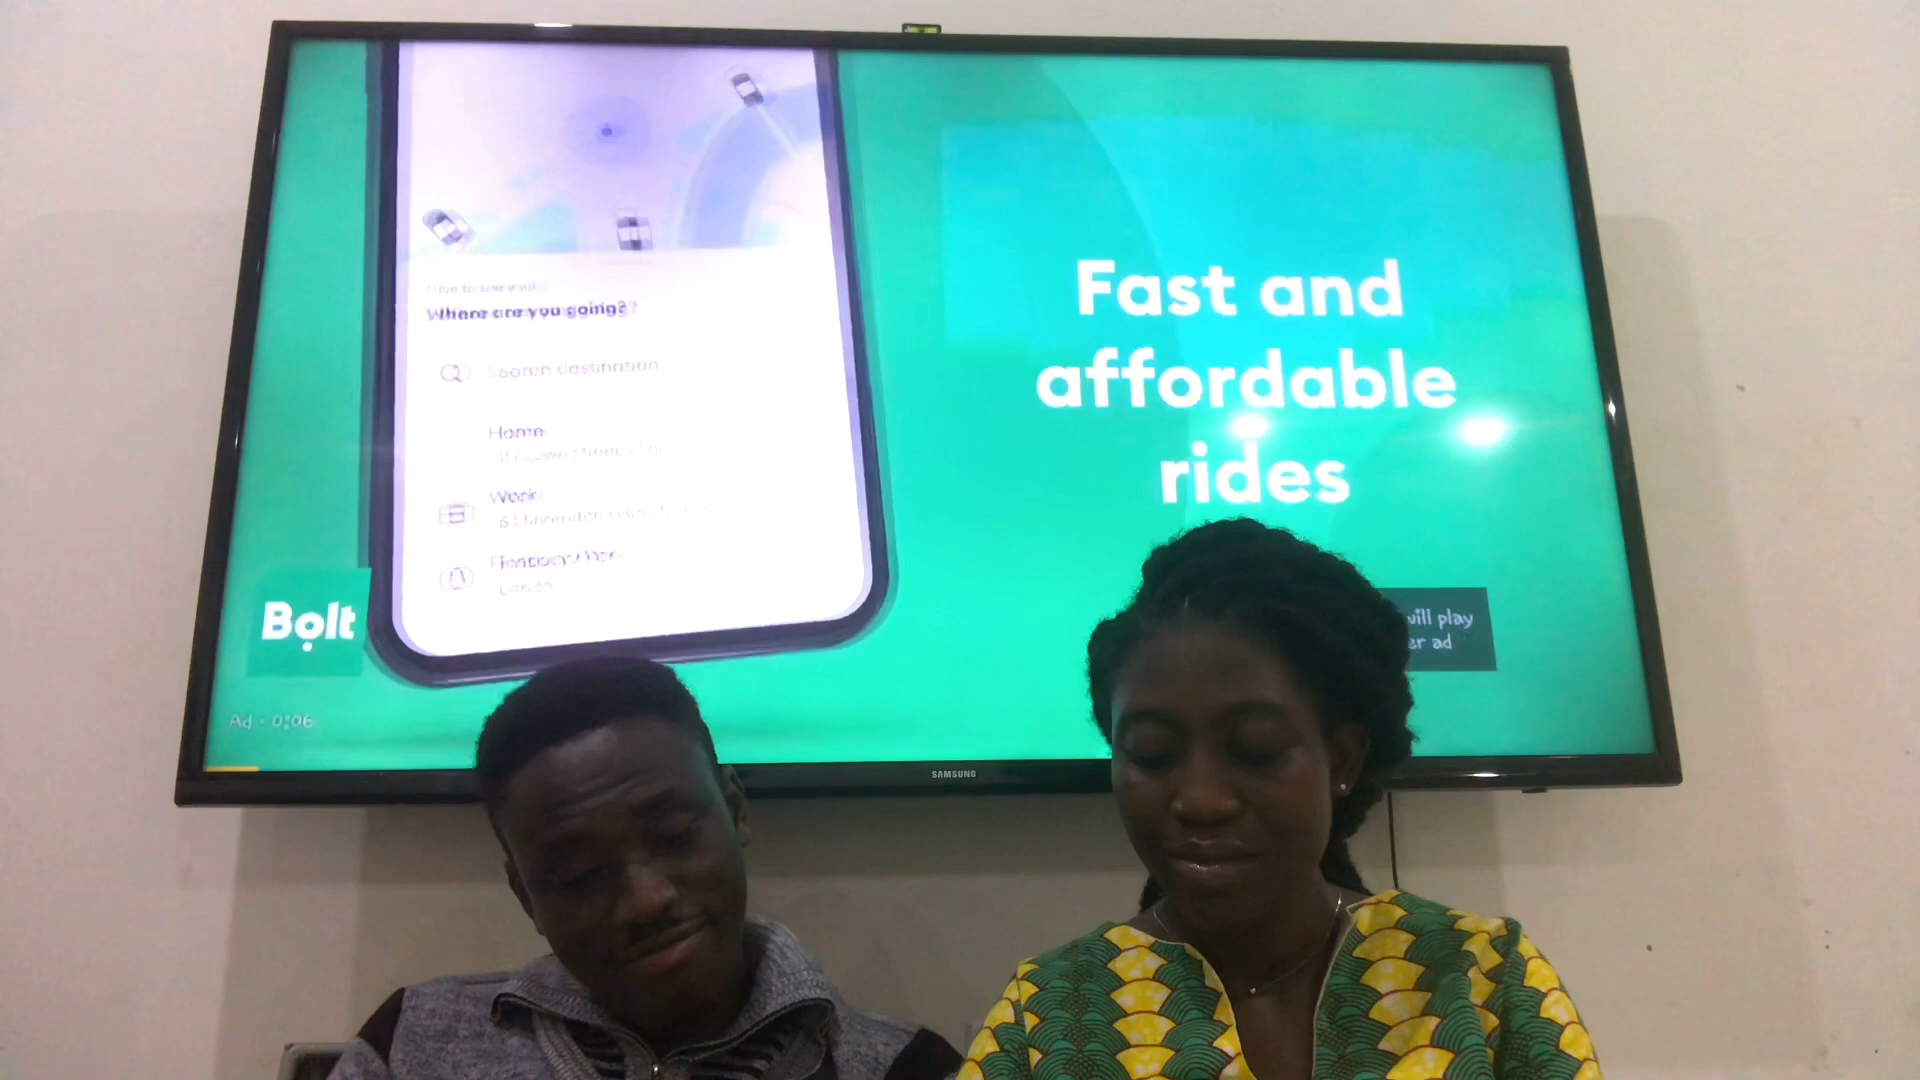 Where are you going?
Search destination
Home
Work
London
Fast and
affordable
rides
Bolt
will play
er ad
Ad · 0:06
SAMSUNG